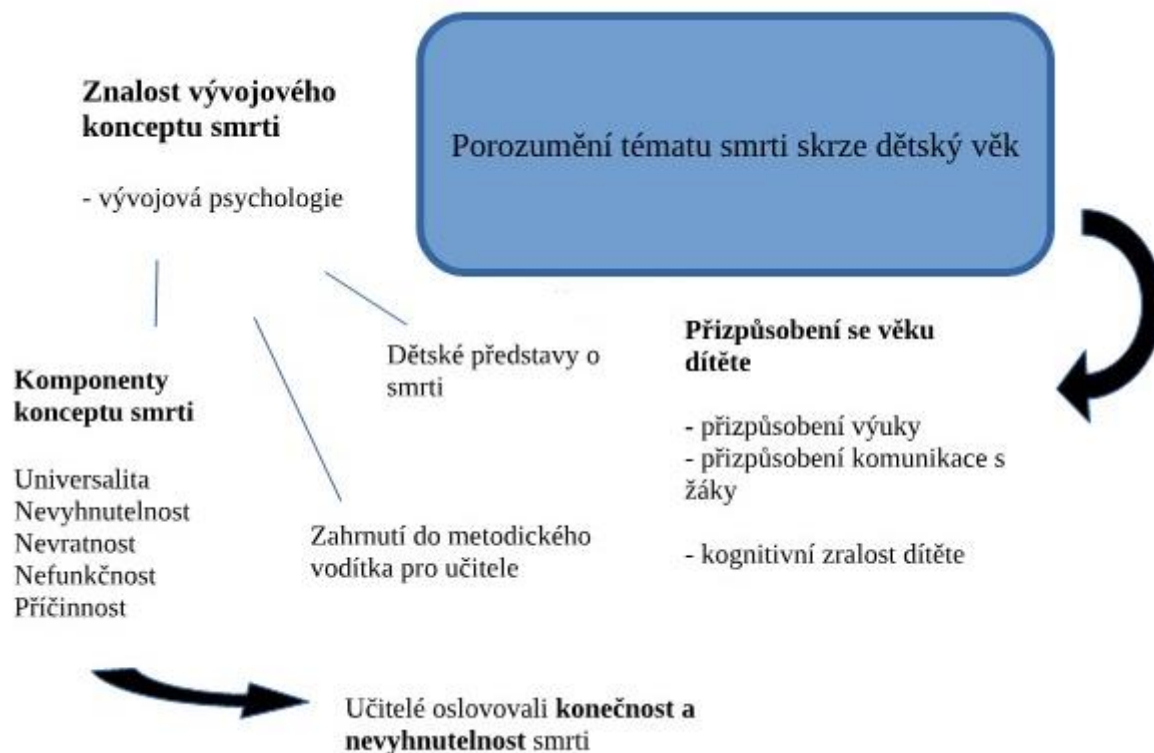 Znalost vývojového
konceptu smrti
- vývojová psychologie
Porozumění tématu smrti skrze dětský věk
Dětské představy o
smrti
Přizpůsobení se věku
dítěte
- přizpůsobení výuky
- přizpůsobení komunikace s
žáky
- kognitivní zralost dítěte
Komponenty
konceptu smrti
Universalita
Nevyhnutelnost
Nevratnost
Nefunkčnost
Příčinnost
Zahrnutí do metodického
vodítka pro učitele
Učitelé oslovovali konečnost a
nevyhnutelnost smrti